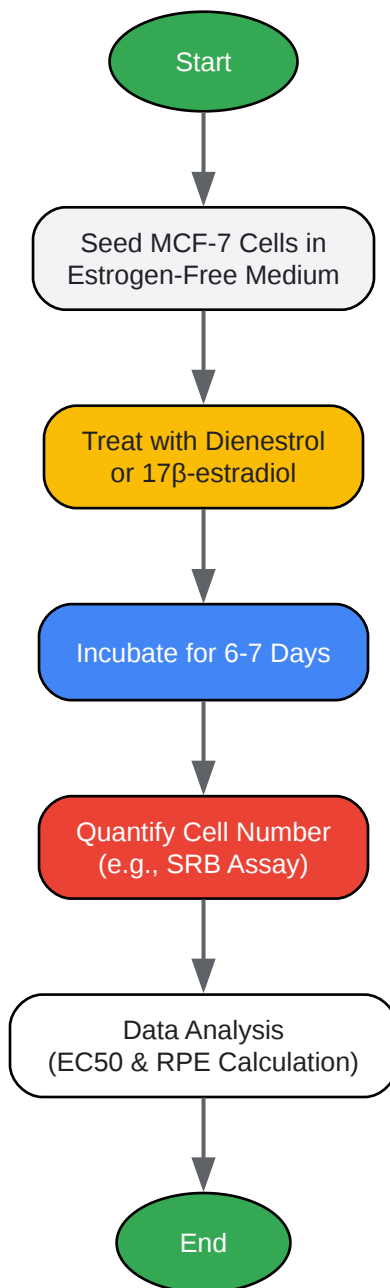 Start
Seed MCF-7 Cells in
Estrogen-Free Medium
Treat with Dienestrol
or 17β-estradiol
Incubate for 6-7 Days
Quantify Cell Number
(e.g., SRB Assay)
Data Analysis
(EC50 & RPE Calculation)
End